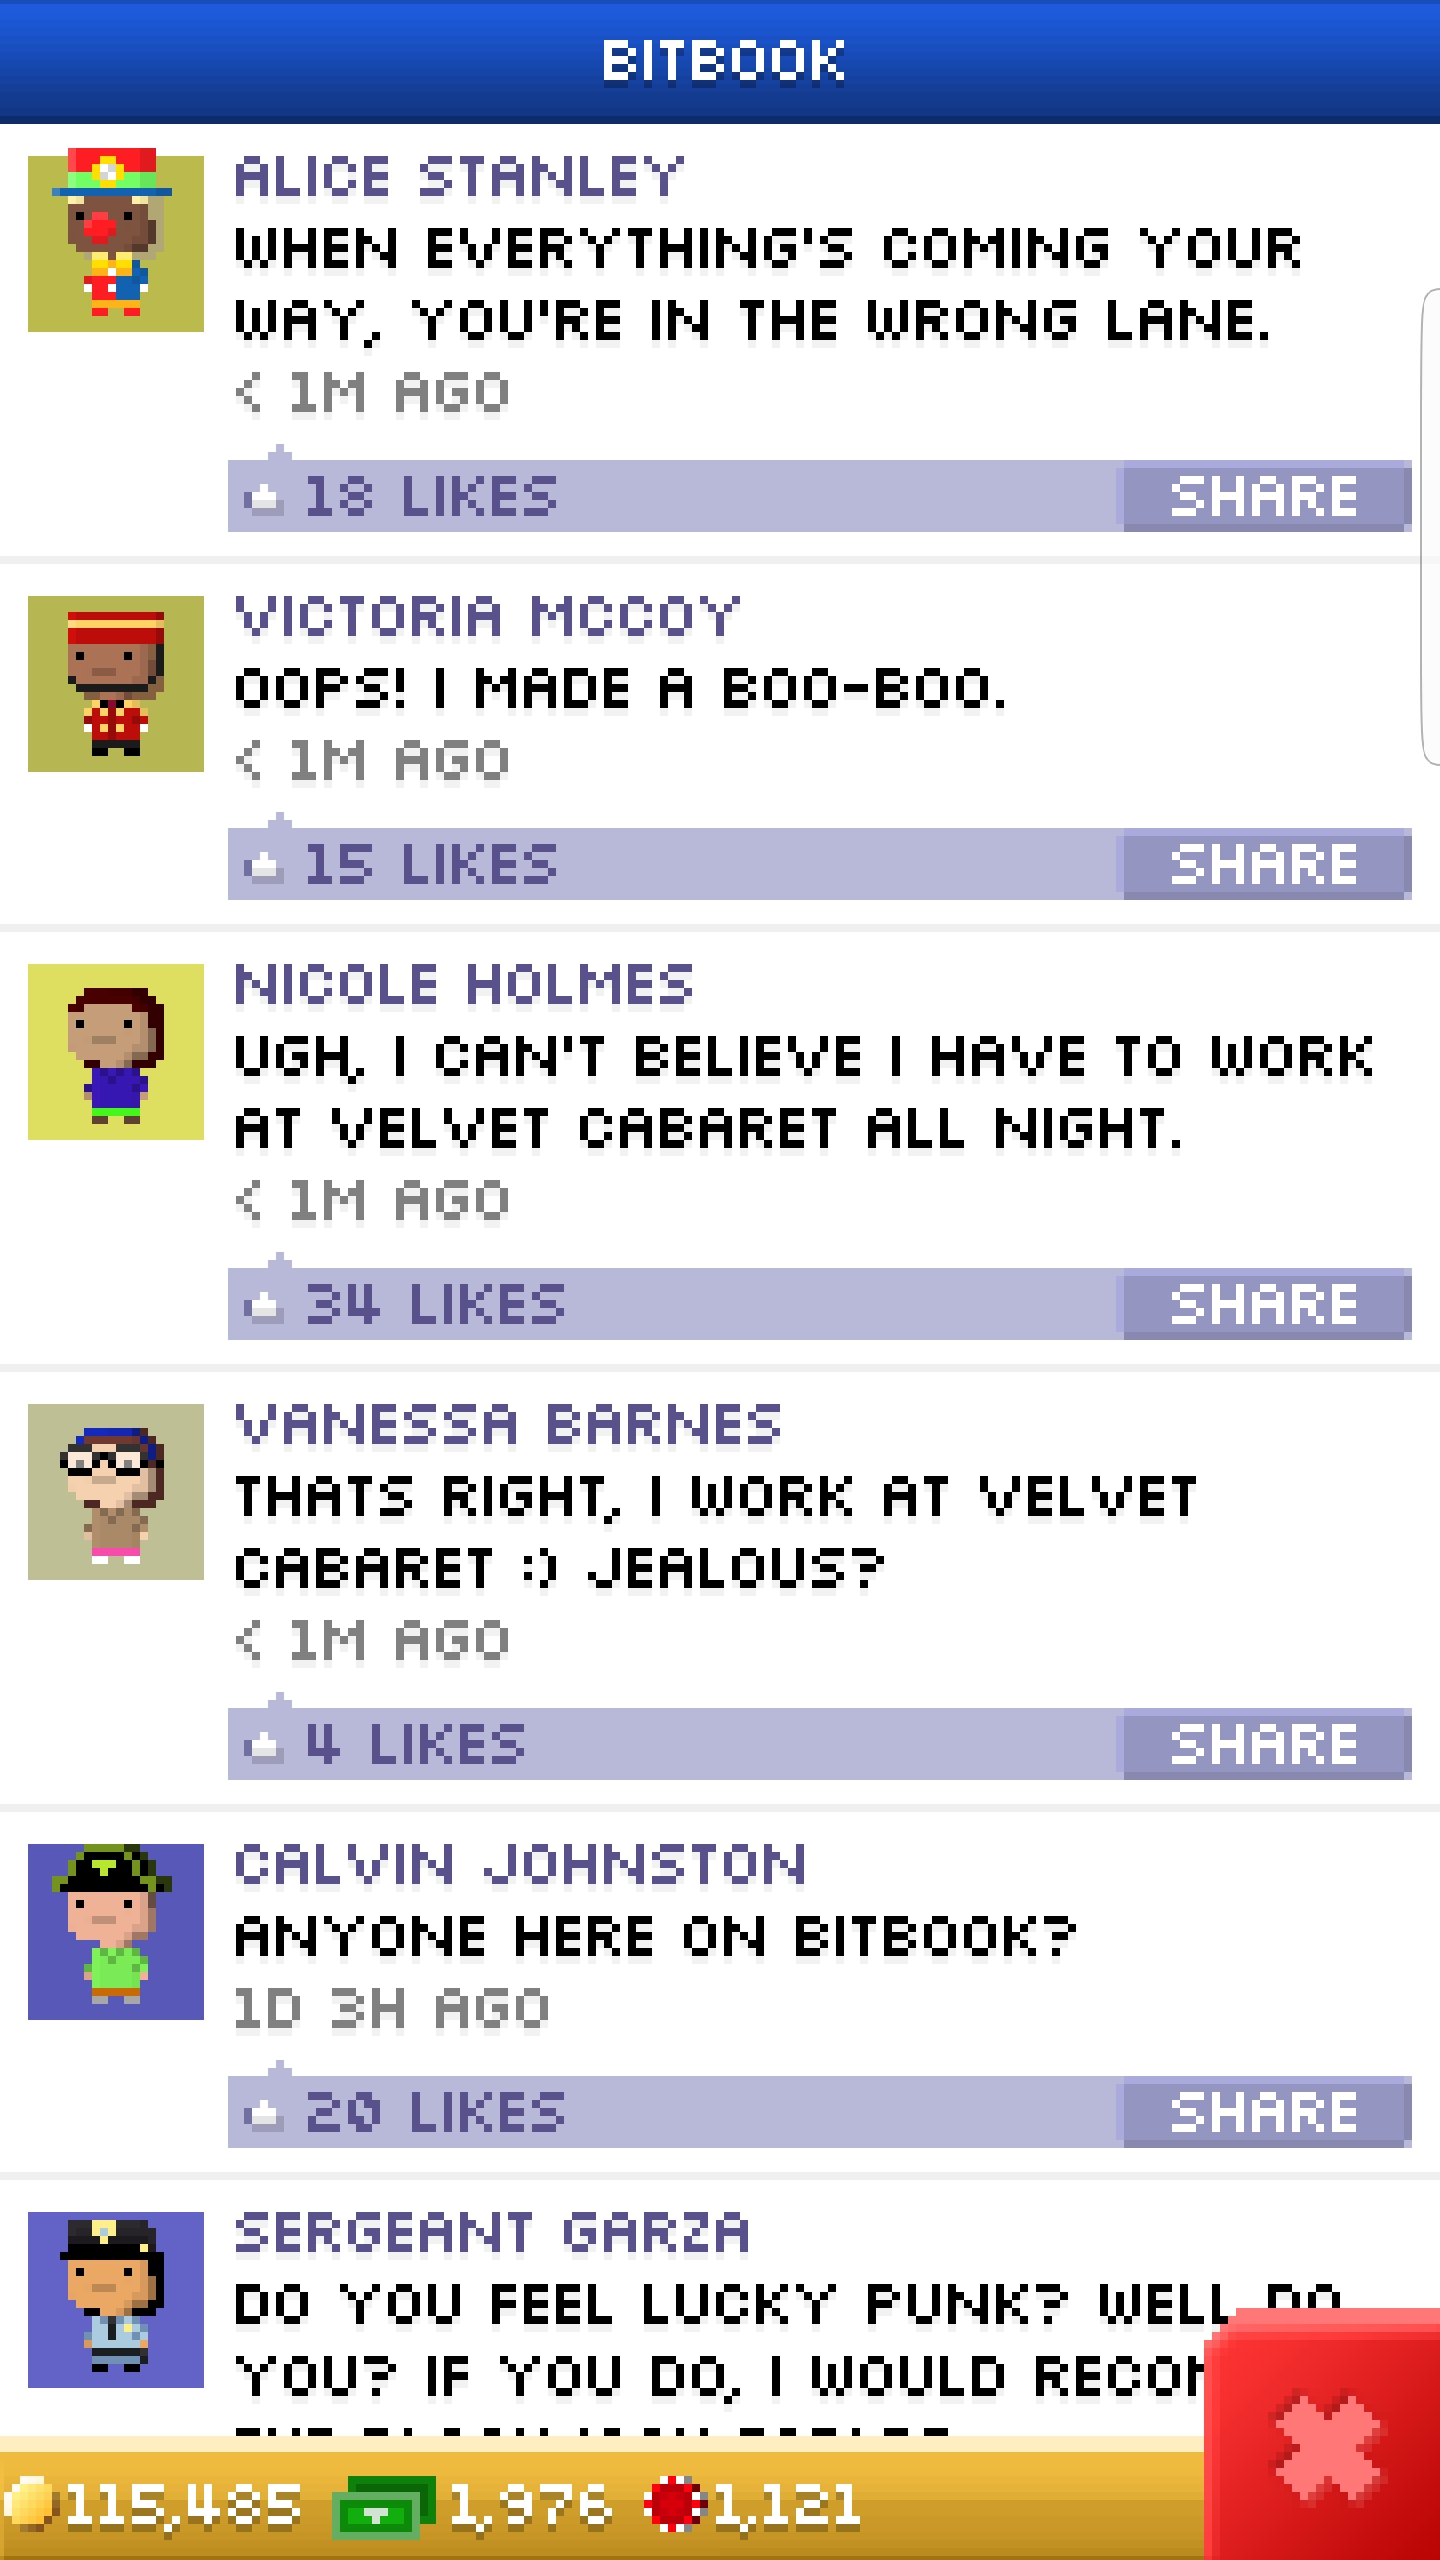 BITBOOK
ALICE STANLEY
WHEN EVERYTHING'S COMING YOUR
WAY, YOU'RE IN THE WRONG LANE.
< 1M AGO
18 LIKES SHARE
VICTORIA MCCOY
OOPS! I MADE A BOO-BOO.
< 1M AGO
15 LIKES SHARE
NICOLE HOLMES
UGH, I CAN'T BELIEVE I HAVE TO WORK
AT VELVET CABARET ALL NIGHT.
< 1M AGO
34 LIKES SHARE
VANESSA BARNES
THATS RIGHT, I WORK AT VELVET
CABARET :) JEALOUS?
< 1M AGO
4 LIKES SHARE
CALVIN JOHNSTON
ANYONE HERE ON BITBOOK?
1D 3H AGO
20 LIKES SHARE
SERGEANT GARZA
DO YOU FEEL LUCKY PUNK? WELL DO
YOU? IF YOU DO, I WOULD
115,485 1,976 1,121